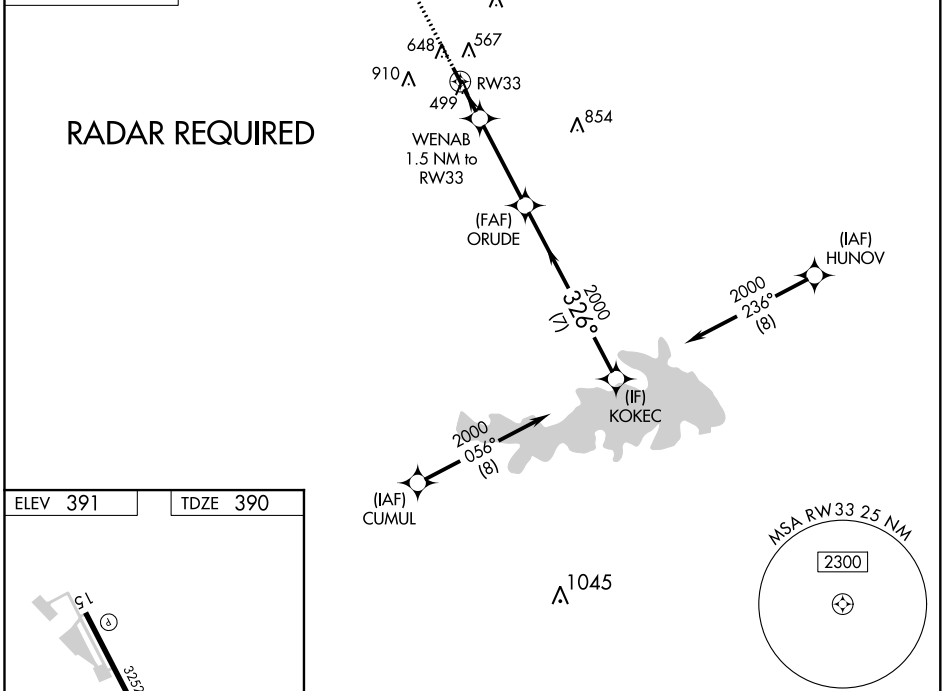 648
567
910
RW33
499
854
WENAB
1.5 NM to
RW33
RADAR REQUIRED
(FAF)
ORUDE
(IAF)
HUNOV
2000
236°
(8)
2000
326°
(7)
(IF)
KOKEC
2000
056°
(8)
(IAF)
CUMUL
ELEV 391
TDZE 390
MSA RW33 25 NM
2300
1045
15
P
3252